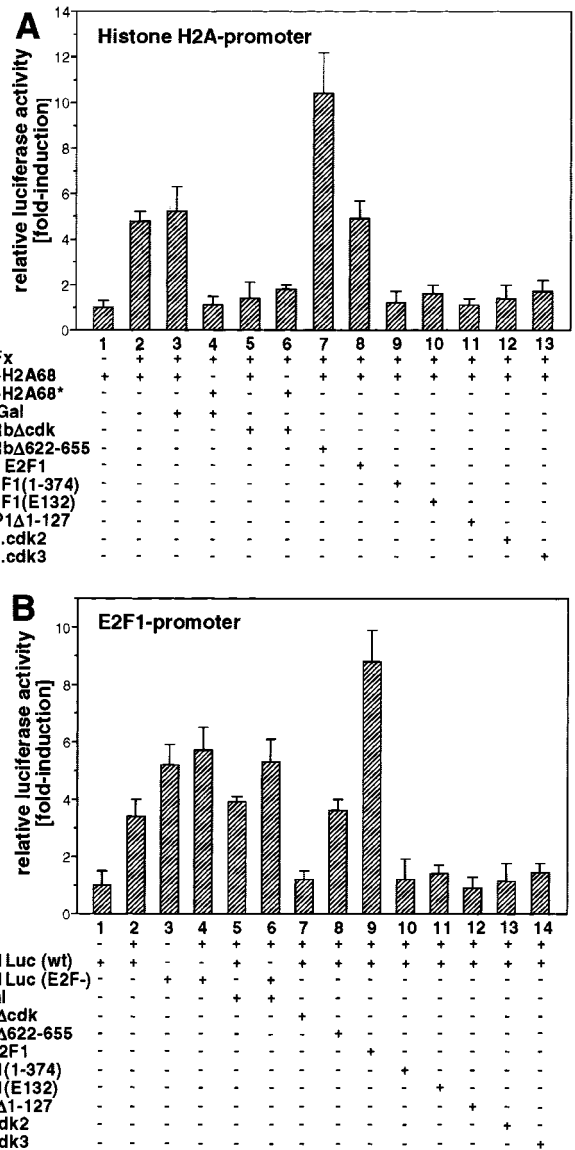 A
Histone H2A-promoter
relative luciferase activity
[fold-induction]
14
12
10
8
6
4
2
0
1 2 3 4 5 6 7 8 9 10 11 12 13
Fx - + + + + + + + + + + + +
-H2A68 + + + - + - + + + + + + +
-H2A68* - - - + - + - - - - - - -
Gal - - + + - - - - - - - - -
RbΔcdk - - - - + + - - - - - - -
RbΔ622-655 - - - - - - + - - - - - -
E2F1 - - - - - - - + - - - - -
F1(1-374) - - - - - - - - + - - - -
F1(E132) - - - - - - - - - + - - -
P1Δ1-127 - - - - - - - - - - + - -
.cdk2 - - - - - - - - - - - + -
.cdk3 - - - - - - - - - - - - +
B
E2F1-promoter
relative luciferase activity
[fold-induction]
10
8
6
4
2
0
1 2 3 4 5 6 7 8 9 10 11 12 13 14
- + - + + + + + + + + + + +
Luc (wt) + + - - + - + + + + + + + +
Luc (E2F-) - - + + - + - - - - - - - -
al - - - - + + - - - - - - - -
Δcdk - - - - - - + - - - - - - -
Δ622-655 - - - - - - - + - - - - - -
2F1 - - - - - - - - + - - - - -
1(1-374) - - - - - - - - - + - - - -
1(E132) - - - - - - - - - - + - - -
Δ1-127 - - - - - - - - - - - + - -
dk2 - - - - - - - - - - - - + -
dk3 - - - - - - - - - - - - - +